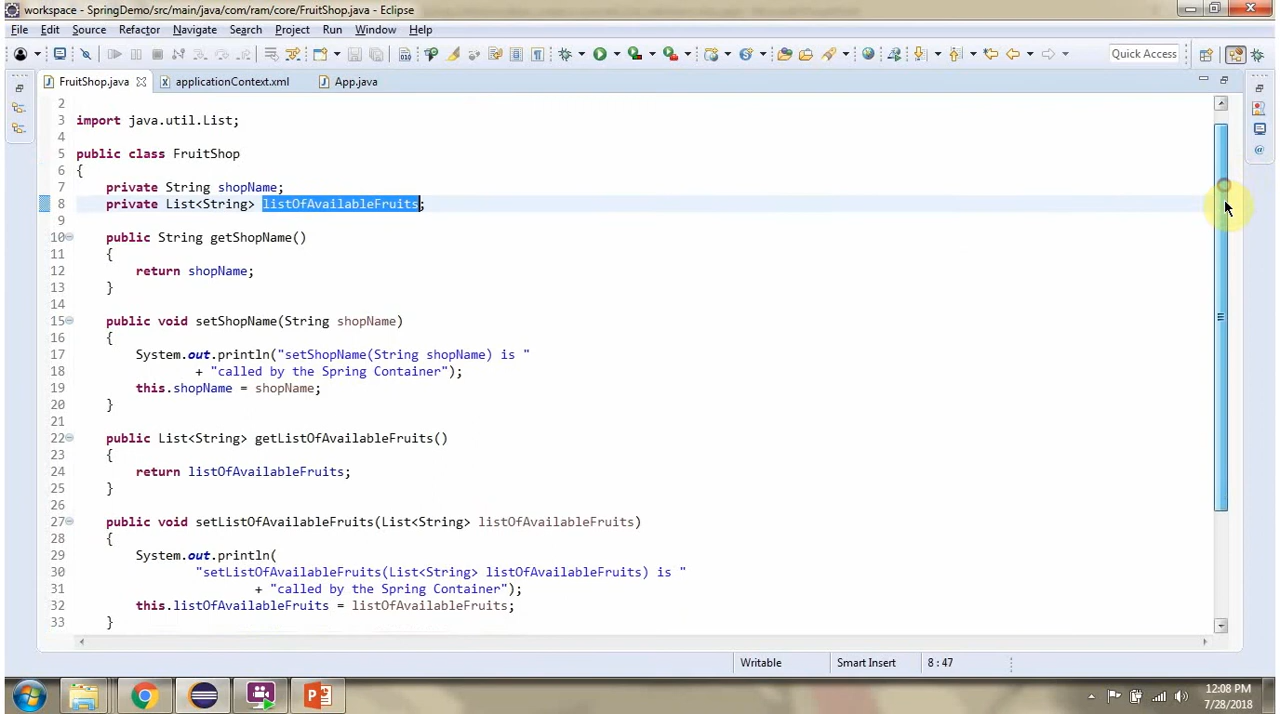 workspace - SpringDemo/src/main/java/com/ram/core/FruitShop.java - Eclipse
File Edit Source Refactor Navigate Search Project Run Window Help
Quick Access
FruitShop.java applicationContext.xml App.java
2
3 import java.util.List;
4
5 public class FruitShop
6 {
7 private String shopName;
8 private List<String> listOfAvailableFruits;
9
10 public String getShopName()
11 {
12 return shopName;
13 }
14
15 public void setShopName(String shopName)
16 {
17 System.out.println("setShopName(String shopName) is "
18 + "called by the Spring Container");
19 this.shopName = shopName;
20 }
21
22 public List<String> getListOfAvailableFruits()
23 {
24 return listOfAvailableFruits;
25 }
26
27 public void setListOfAvailableFruits(List<String> listOfAvailableFruits)
28 {
29 System.out.println(
30 "setListOfAvailableFruits(List<String> listOfAvailableFruits) is "
31 + "called by the Spring Container");
32 this.listOfAvailableFruits = listOfAvailableFruits;
33 }
Writable Smart Insert 8 : 47
12:08 PM
7/28/2018